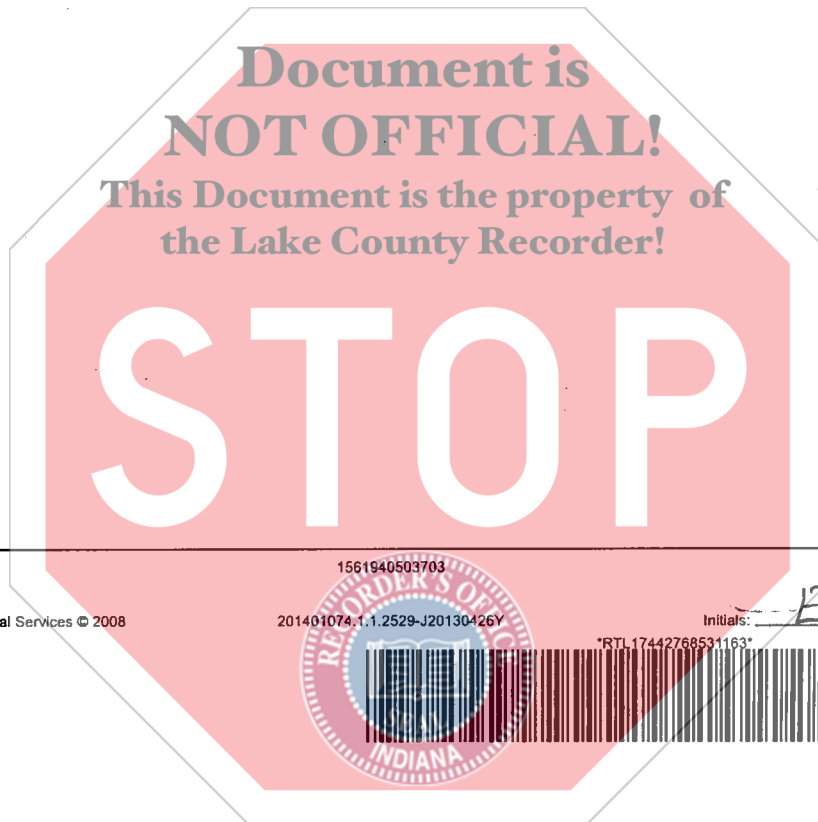 Document is
NOT OFFICIAL!
This Document is the property of
the Lake County Recorder!
STOP
1561940503703
al Services © 2008
201401074.1.1.2529-J20130426Y
Initials:
*RTL17442768531163*
RECORDER'S OFFICE
SEAL
INDIANA